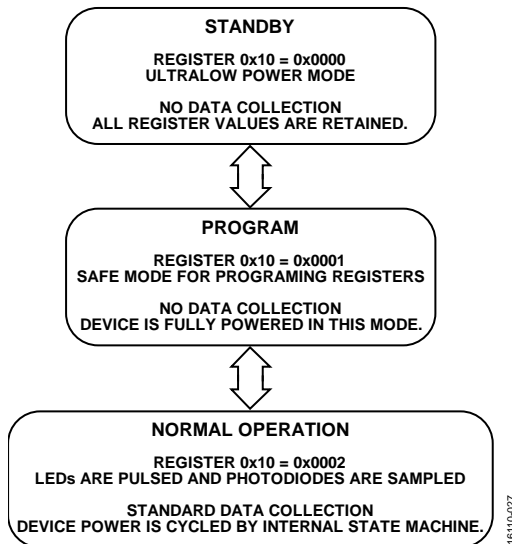 STANDBY
REGISTER 0x10 = 0x0000
ULTRALOW POWER MODE
NO DATA COLLECTION
ALL REGISTER VALUES ARE RETAINED.
PROGRAM
REGISTER 0x10 = 0x0001
SAFE MODE FOR PROGRAMING REGISTERS
NO DATA COLLECTION
DEVICE IS FULLY POWERED IN THIS MODE.
NORMAL OPERATION
REGISTER 0x10 = 0x0002
LEDs ARE PULSED AND PHOTODIODES ARE SAMPLED
STANDARD DATA COLLECTION
DEVICE POWER IS CYCLED BY INTERNAL STATE MACHINE.
16110-027